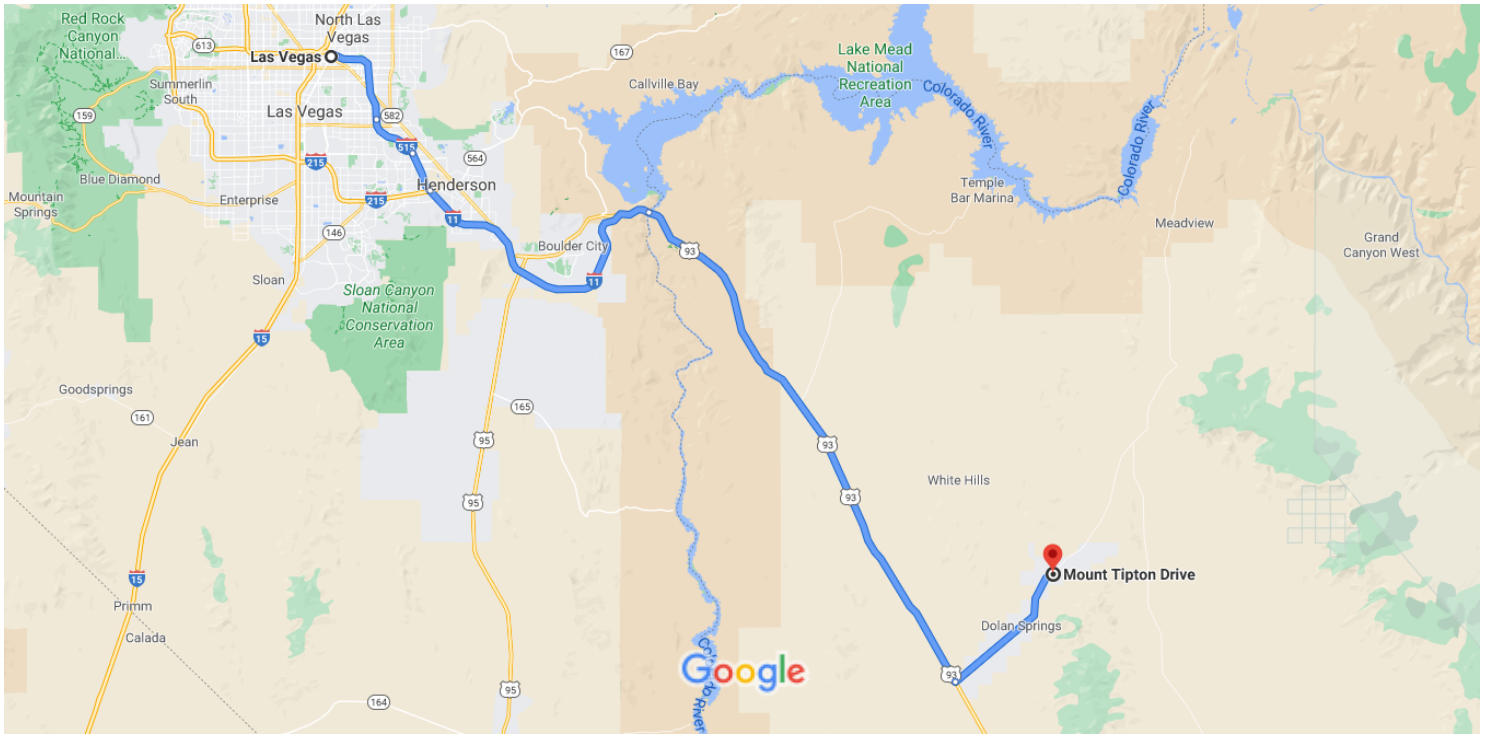 Red Rock
Canyon
National...
North Las
Vegas
613
Las Vegas
167
Lake Mead
National
Recreation
Area
Callville Bay
Colorado River
Colorado River
Summerlin
South
159
Las Vegas
582
515
564
215
Blue Diamond
Henderson
Mountain
Springs
Enterprise
215
11
146
Temple
Bar Marina
Meadview
Boulder City
93
Grand
Canyon West
Sloan
11
Sloan Canyon
National
Conservation
Area
15
Goodsprings
161
165
Jean
95
93
95
93
White Hills
15
Mount Tipton Drive
Primm
Calada
Dolan Springs
Google
Colorado River
93
95
164